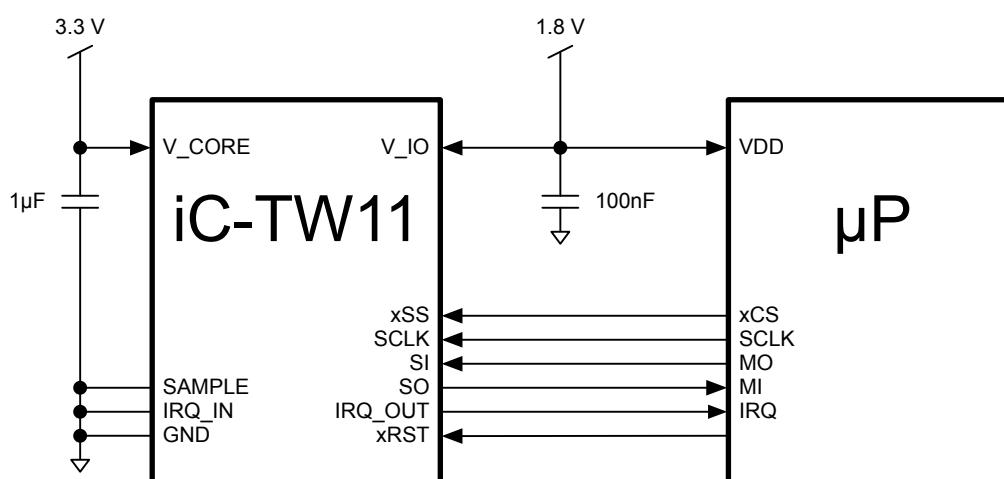 3.3 V
1.8 V
V_CORE
V_IO
VDD
1µF
100nF
iC-TW11
µP
xSS
xCS
SCLK
SCLK
SI
MO
SAMPLE
SO
MI
IRQ_IN
IRQ_OUT
IRQ
GND
xRST